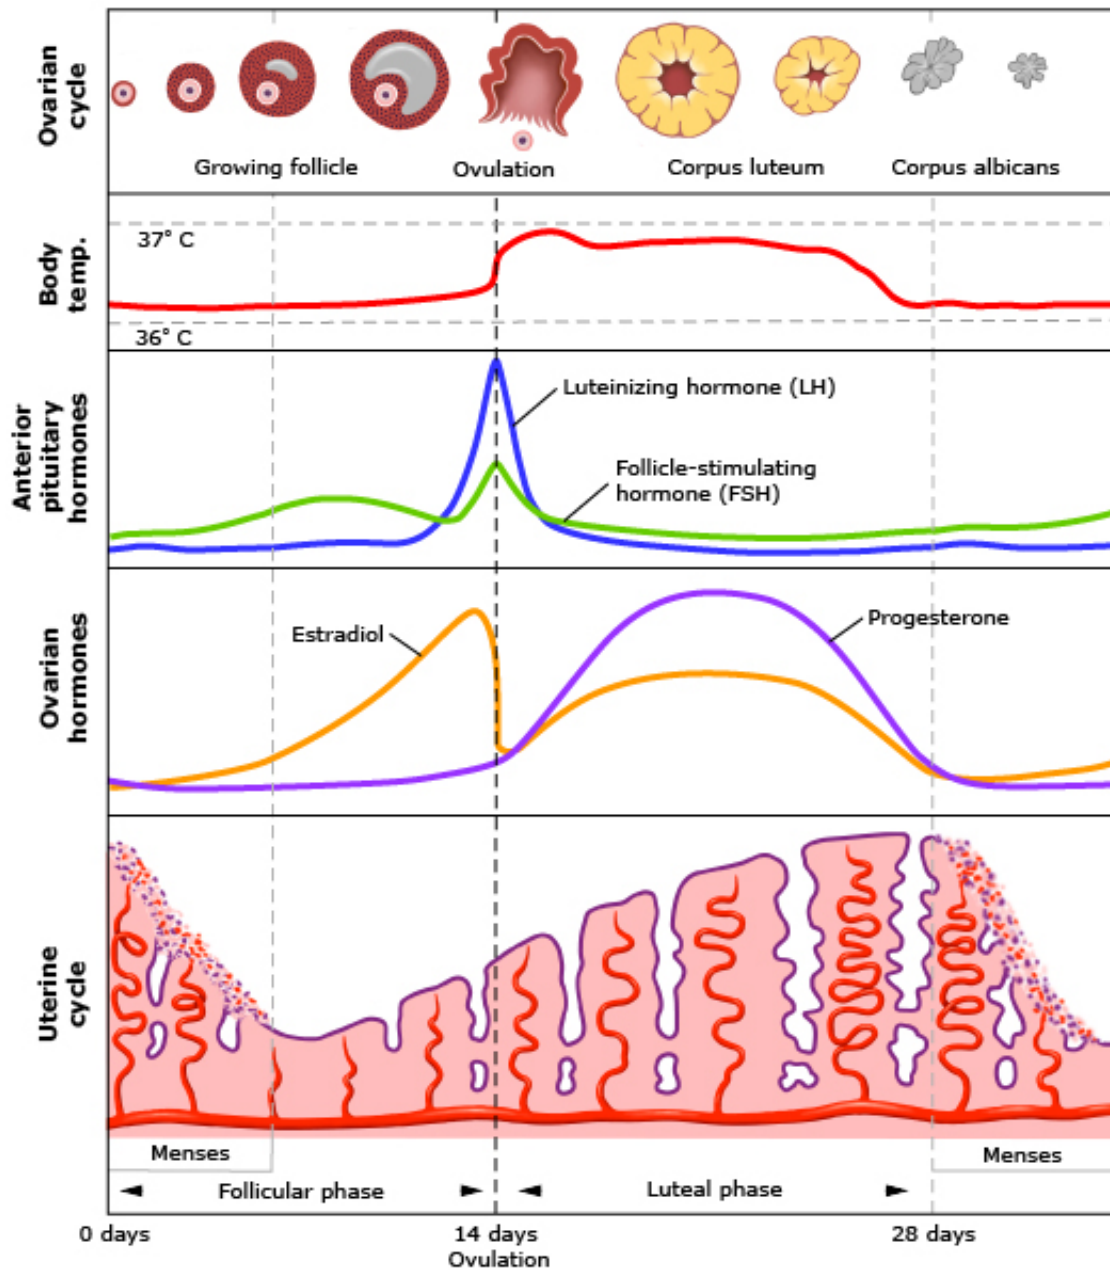 Ovarian
cycle
Growing follicle
Ovulation
Corpus luteum
Corpus albicans
Body
temp.
37° C
36° C
Anterior
pituitary
hormones
Luteinizing hormone (LH)
Follicle-stimulating
hormone (FSH)
Ovarian
hormones
Estradiol
Progesterone
Uterine
cycle
Menses
Menses
Follicular phase
Luteal phase
0 days
14 days
Ovulation
28 days